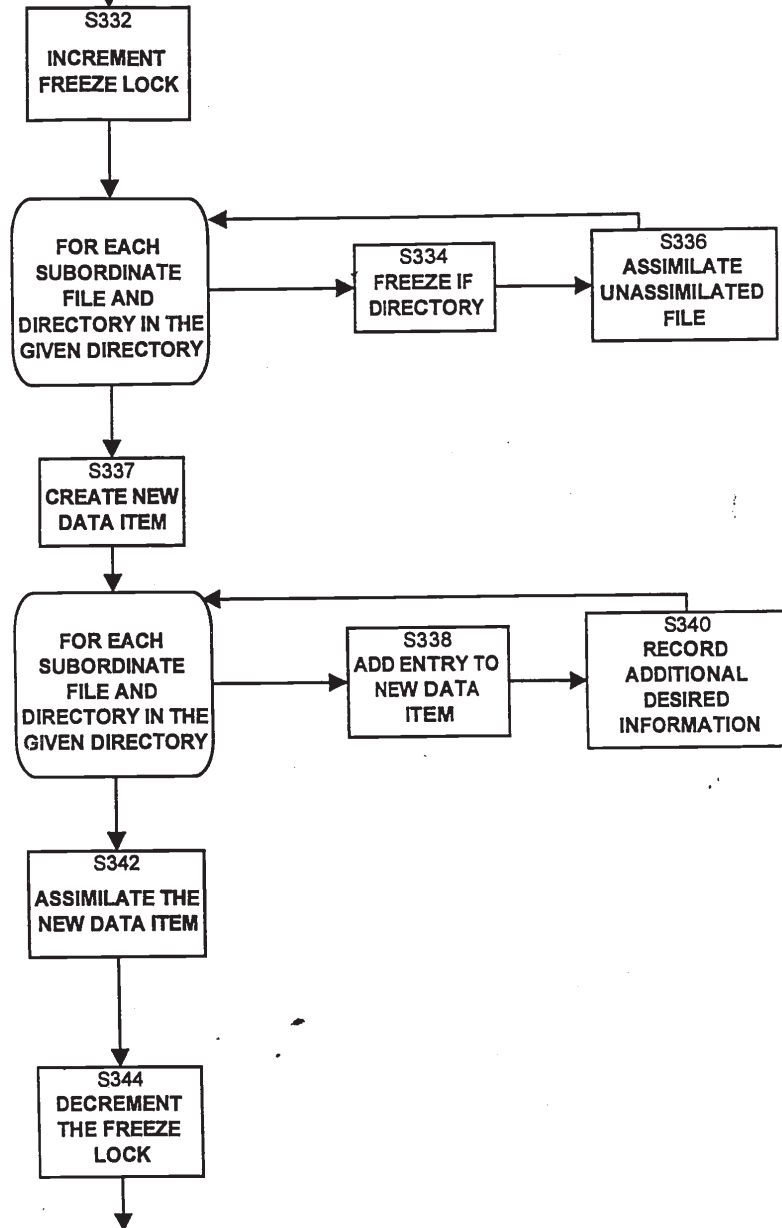 S332
INCREMENT
FREEZE LOCK
FOR EACH
SUBORDINATE
FILE AND
DIRECTORY IN THE
GIVEN DIRECTORY
S334
FREEZE IF
DIRECTORY
S336
ASSIMILATE
UNASSIMILATED
FILE
S337
CREATE NEW
DATA ITEM
FOR EACH
SUBORDINATE
FILE AND
DIRECTORY IN THE
GIVEN DIRECTORY
S338
ADD ENTRY TO
NEW DATA
ITEM
S340
RECORD
ADDITIONAL
DESIRED
INFORMATION
S342
ASSIMILATE THE
NEW DATA ITEM
S344
DECREMENT
THE FREEZE
LOCK